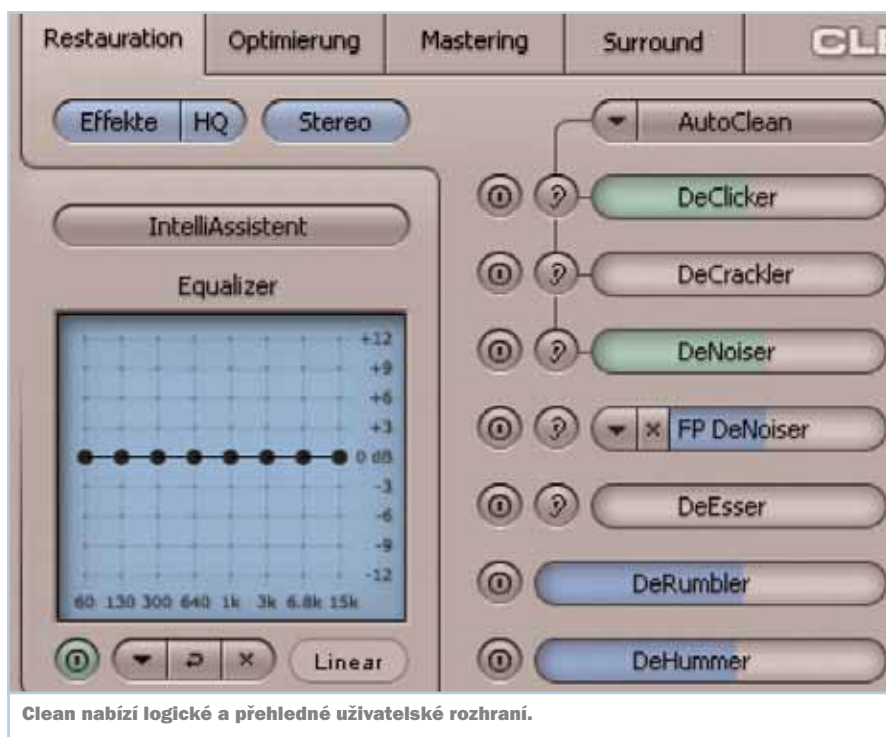 Restauration Optimierung Mastering Surround
Effekte HQ Stereo
AutoClean
DeClicker
IntelliAssistent
DeCrackler
Equalizer
DeNoiser
+12
+9
+6
+3
0 dB
-3
-6
-9
-12
60 130 300 640 1k 3k 6.8k 15k
FP DeNoiser
DeEsser
DeRumbler
Linear
DeHummer
Clean nabízí logické a přehledné uživatelské rozhraní.